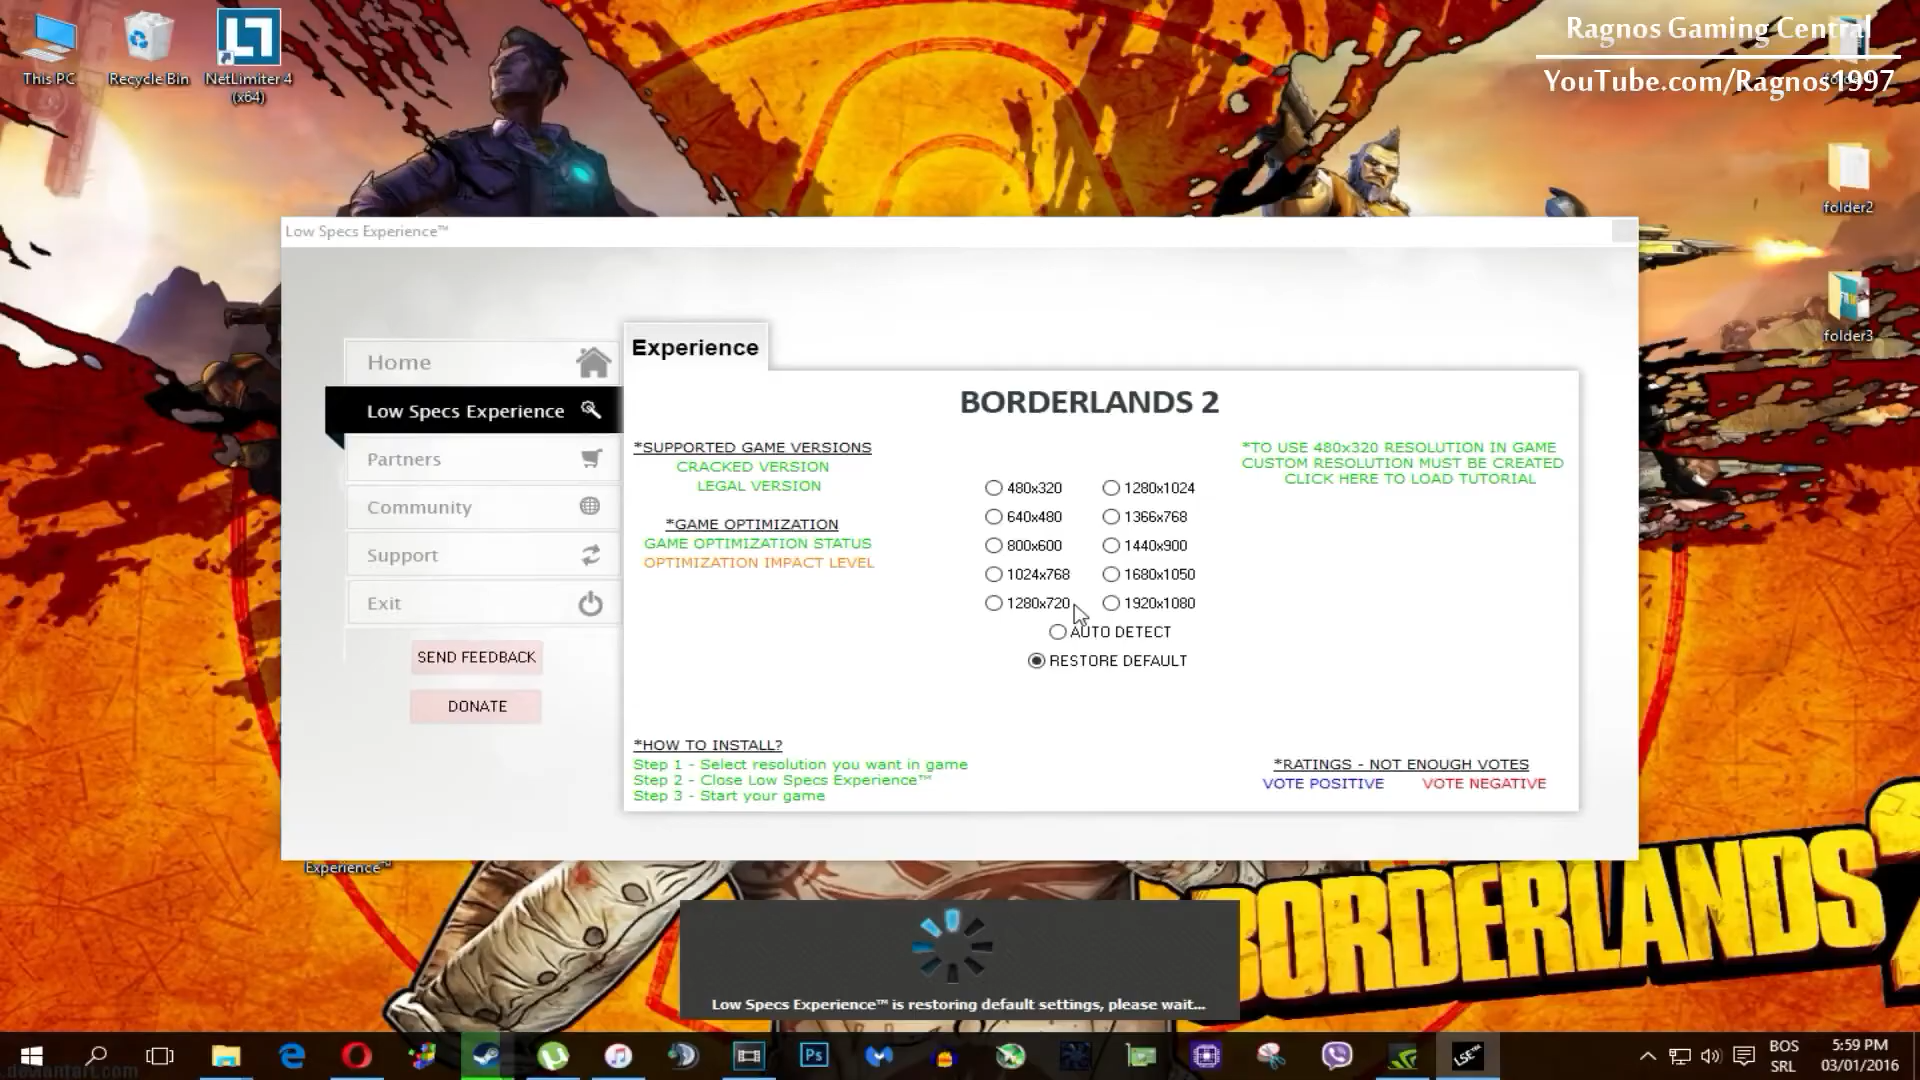 This PC
Recycle Bin
NetLimiter 4
(x64)
Ragnos Gaming Central
YouTube.com/Ragnos1997
folder2
folder3
Low Specs Experience™
Home
Low Specs Experience
Partners
Community
Support
Exit
SEND FEEDBACK
DONATE
Experience
BORDERLANDS 2
*SUPPORTED GAME VERSIONS
CRACKED VERSION
LEGAL VERSION
*GAME OPTIMIZATION
GAME OPTIMIZATION STATUS
OPTIMIZATION IMPACT LEVEL
480x320
640x480
800x600
1024x768
1280x720
1280x1024
1366x768
1440x900
1680x1050
1920x1080
AUTO DETECT
RESTORE DEFAULT
*TO USE 480x320 RESOLUTION IN GAME
CUSTOM RESOLUTION MUST BE CREATED
CLICK HERE TO LOAD TUTORIAL
*HOW TO INSTALL?
Step 1 - Select resolution you want in game
Step 2 - Close Low Specs Experience™
Step 3 - Start your game
*RATINGS - NOT ENOUGH VOTES
VOTE POSITIVE
VOTE NEGATIVE
Experience™
BORDERLANDS 2
Low Specs Experience™ is restoring default settings, please wait...
Ps
LSE™
BOS
SRL
5:59 PM
03/01/2016